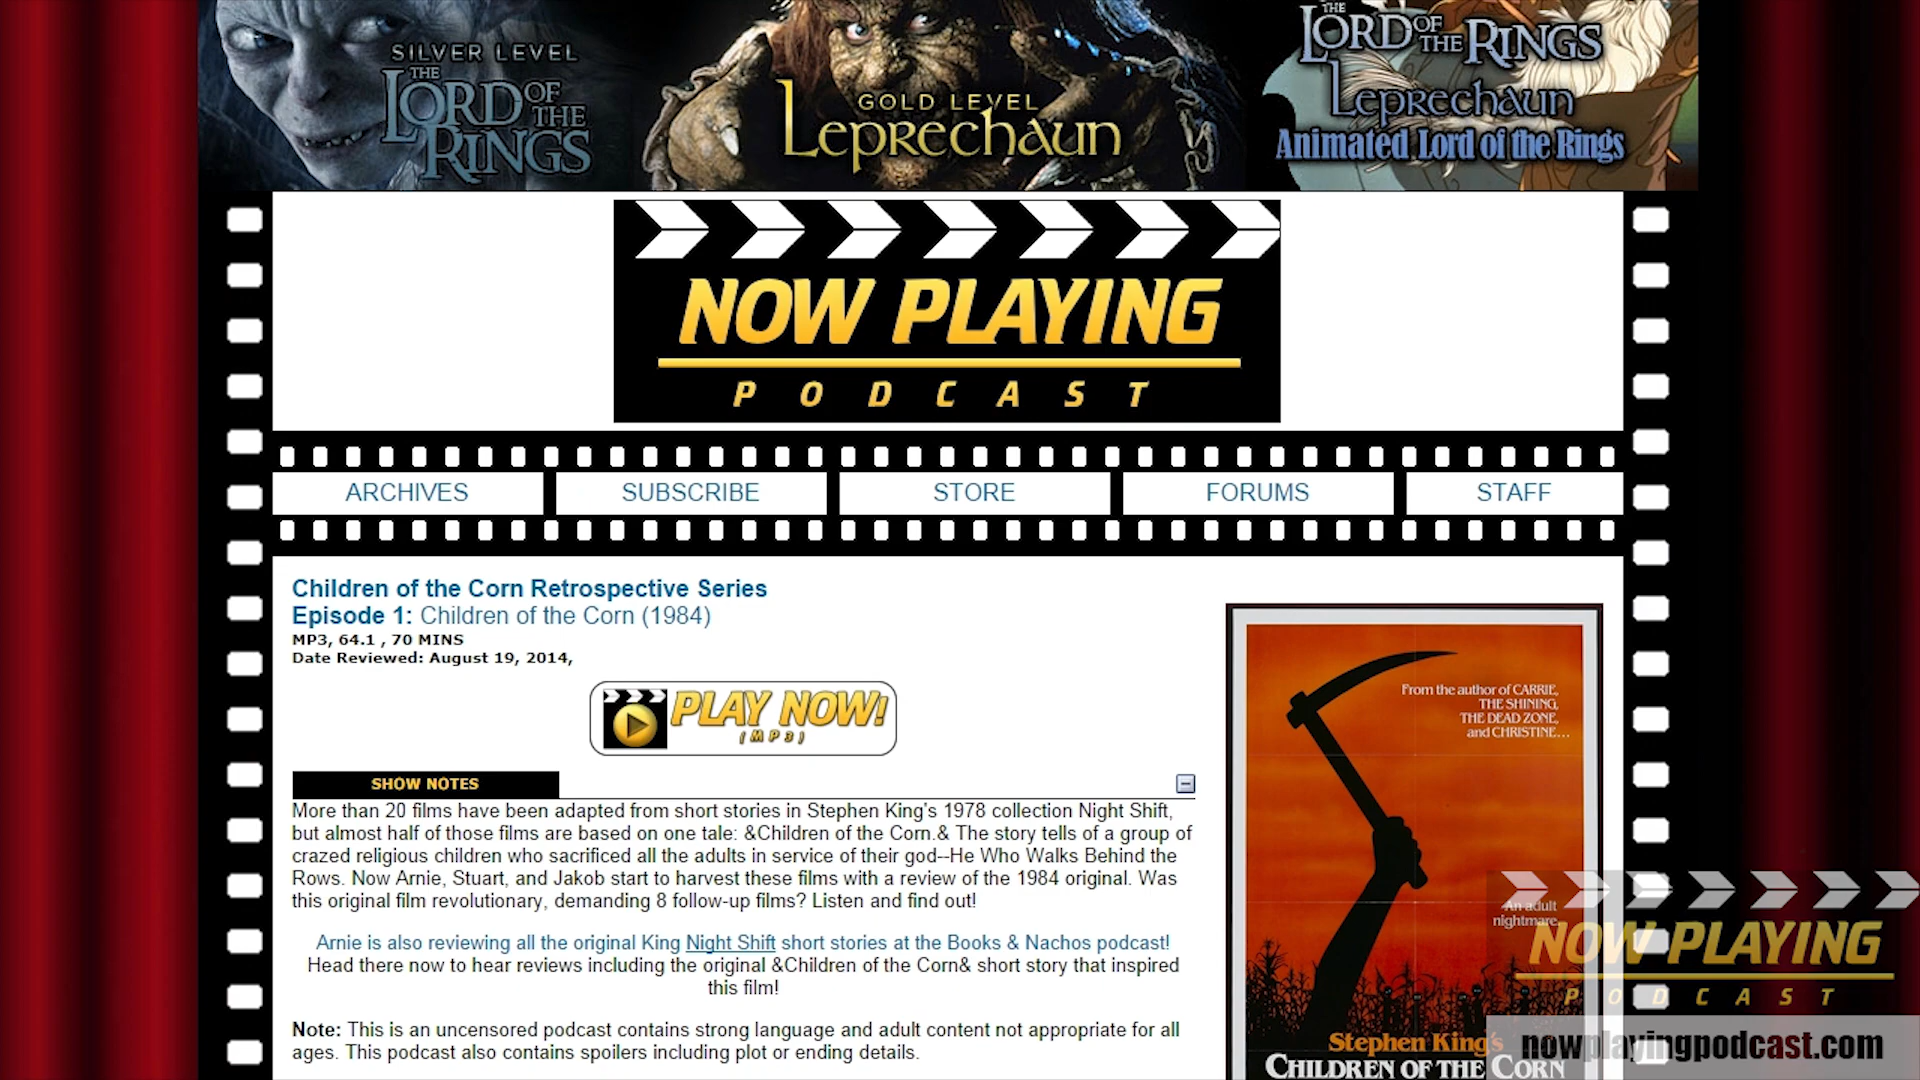 SILVER LEVEL
THE
LORD OF
THE
RINGS
GOLD LEVEL
LEPRECHAUN
THE
LORD OF
THE RINGS
LEPRECHAUN
Animated Lord of the Rings
NOW PLAYING
PODCAST
ARCHIVES
SUBSCRIBE
STORE
FORUMS
STAFF
Children of the Corn Retrospective Series
Episode 1: Children of the Corn (1984)
MP3, 64.1 , 70 MINS
Date Reviewed: August 19, 2014,
PLAY NOW!
(MP3)
SHOW NOTES
More than 20 films have been adapted from short stories in Stephen King's 1978 collection Night Shift,
but almost half of those films are based on one tale: &Children of the Corn.& The story tells of a group of
crazed religious children who sacrificed all the adults in service of their god--He Who Walks Behind the
Rows. Now Arnie, Stuart, and Jakob start to harvest these films with a review of the 1984 original. Was
this original film revolutionary, demanding 8 follow-up films? Listen and find out!
Arnie is also reviewing all the original King Night Shift short stories at the Books & Nachos podcast!
Head there now to hear reviews including the original &Children of the Corn& short story that inspired
this film!
Note: This is an uncensored podcast contains strong language and adult content not appropriate for all
ages. This podcast also contains spoilers including plot or ending details.
From the author of CARRIE,
THE SHINING,
THE DEAD ZONE,
and CHRISTINE...
An adult
nightmare.
Stephen King's
CHILDREN OF THE CORN
NOW PLAYING
PODCAST
nowplayingpodcast.com